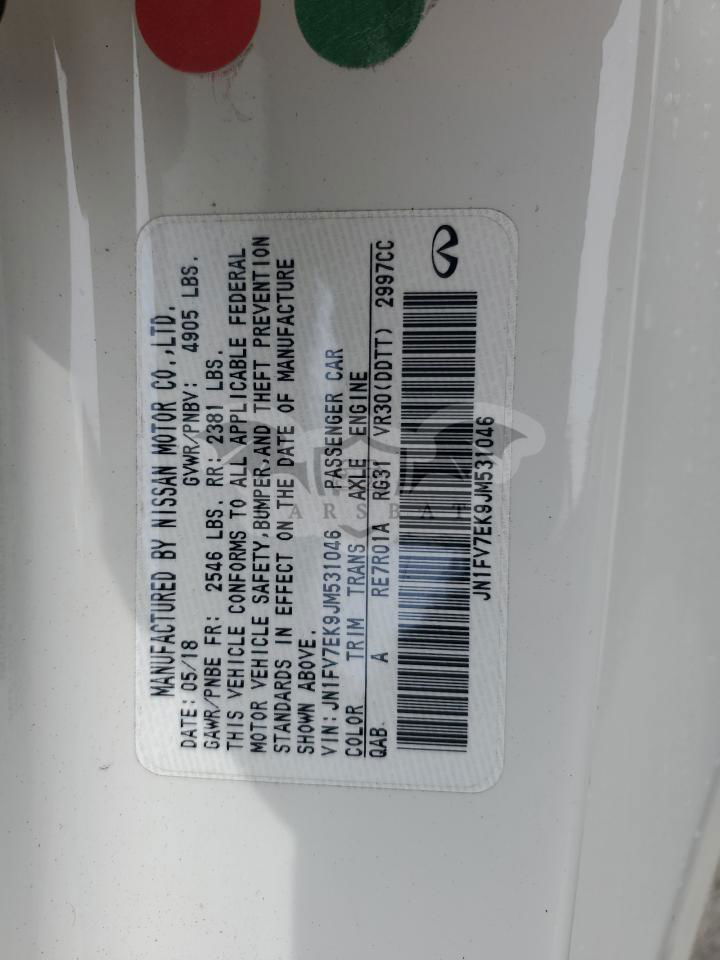 MANUFACTURED BY NISSAN MOTOR CO.,LTD.
DATE: 05/18 GVWR/PNBV: 4905 LBS.
GAWR/PNBE FR: 2546 LBS. RR: 2381 LBS.
THIS VEHICLE CONFORMS TO ALL APPLICABLE FEDERAL
MOTOR VEHICLE SAFETY,BUMPER,AND THEFT PREVENTION
STANDARDS IN EFFECT ON THE DATE OF MANUFACTURE
SHOWN ABOVE.
VIN:JN1FV7EK9JM531046 PASSENGER CAR
COLOR TRIM TRANS AXLE ENGINE
QAB A RE7R01A RG31 VR30(DDTT) 2997CC
JN1FV7EK9JM531046
ARSBAT